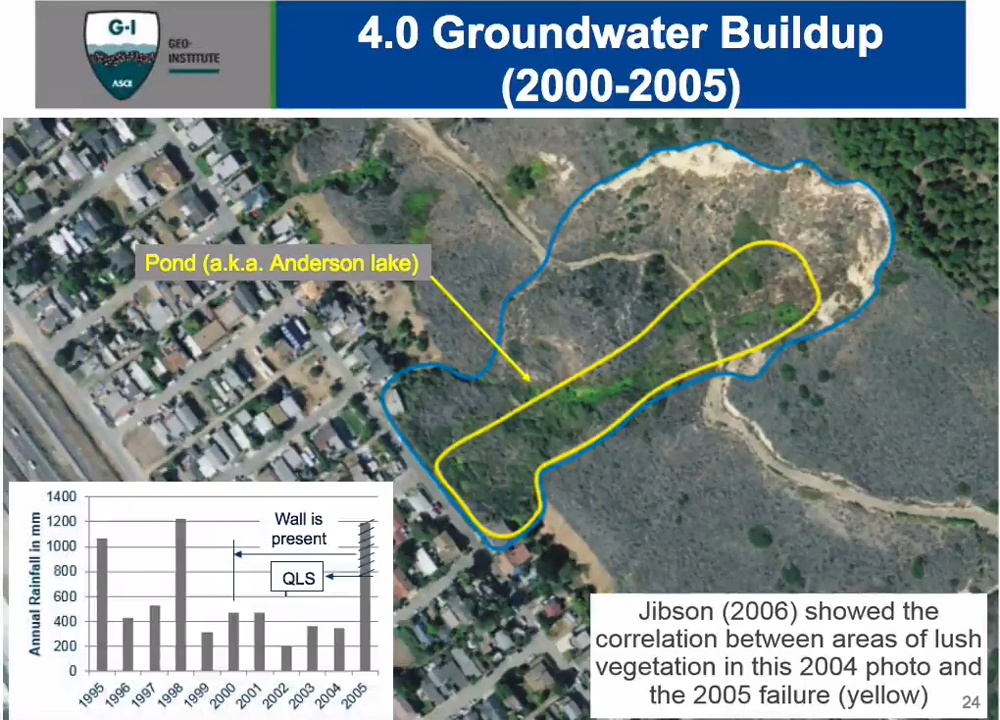 G-I
ASCE
GEO-
INSTITUTE
4.0 Groundwater Buildup
(2000-2005)
Pond (a.k.a. Anderson lake)
Annual Rainfall in mm
1400
1200
1000
800
600
400
200
0
1995
1996
1997
1998
1999
2000
2001
2002
2003
2004
2005
Wall is
present
QLS
Jibson (2006) showed the
correlation between areas of lush
vegetation in this 2004 photo and
the 2005 failure (yellow)
24